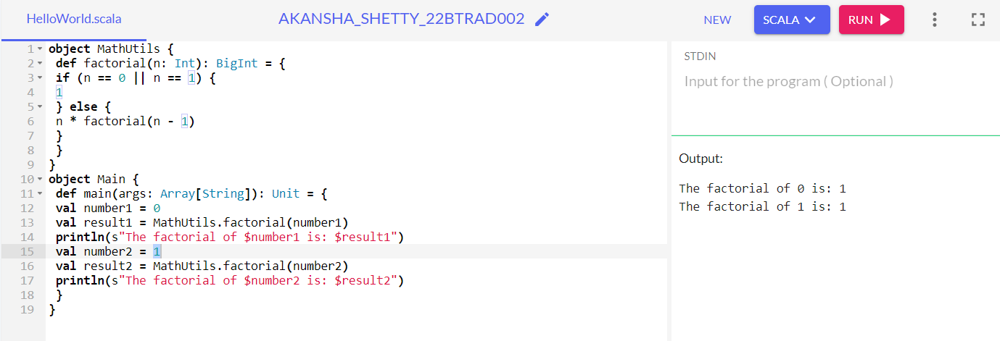 HelloWorld.scala
AKANSHA_SHETTY_22BTRAD002
NEW
SCALA
RUN
1 object MathUtils {
2 def factorial(n: Int): BigInt = {
3 if (n == 0 || n == 1) {
4 1
5 } else {
6 n * factorial(n - 1)
7 }
8 }
9 }
10 object Main {
11 def main(args: Array[String]): Unit = {
12 val number1 = 0
13 val result1 = MathUtils.factorial(number1)
14 println(s"The factorial of $number1 is: $result1")
15 val number2 = 1
16 val result2 = MathUtils.factorial(number2)
17 println(s"The factorial of $number2 is: $result2")
18 }
19 }
STDIN
Input for the program ( Optional )
Output:
The factorial of 0 is: 1
The factorial of 1 is: 1